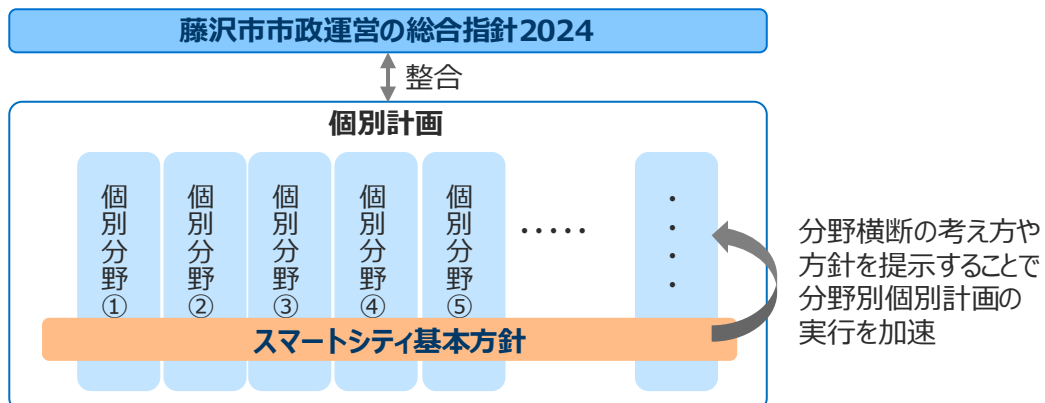 藤沢市市政運営の総合指針2024
整合
個別計画
個別分野①
個別分野②
個別分野③
個別分野④
個別分野⑤
・・・・・
・・・・
スマートシティ基本方針
分野横断の考え方や
方針を提示することで
分野別個別計画の
実行を加速